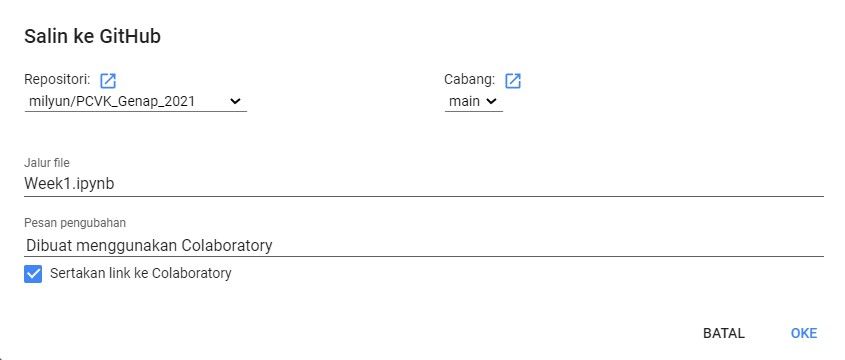 Salin ke GitHub
Repositori: Cabang:
milyun/PCVK_Genap_2021 main
Jalur file
Week1.ipynb
Pesan pengubahan
Dibuat menggunakan Colaboratory
Sertakan link ke Colaboratory
BATAL OKE